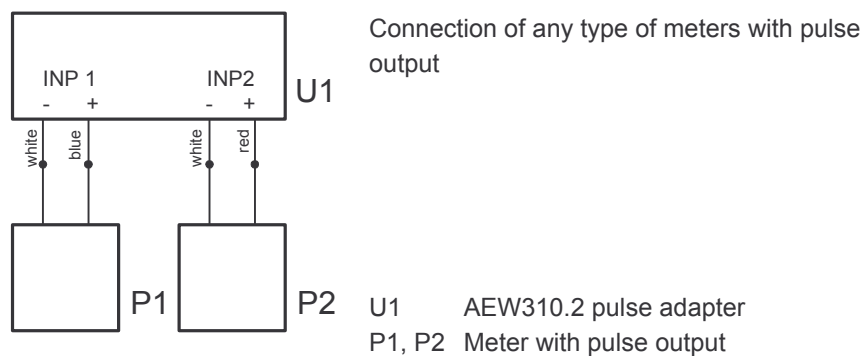 Connection of any type of meters with pulse
output
INP 1
INP2
- +
- +
U1
white
blue
white
red
P1
P2
U1 AEW310.2 pulse adapter
P1, P2 Meter with pulse output